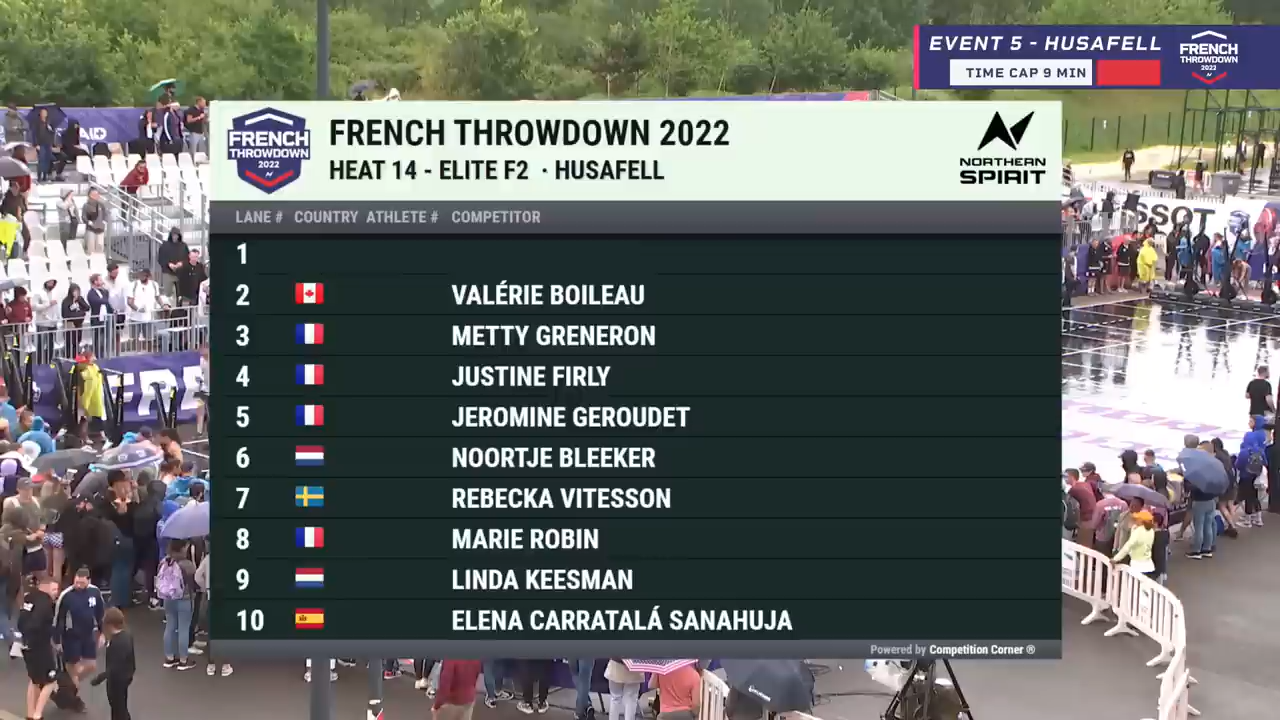 EVENT 5 - HUSAFELL
TIME CAP 9 MIN
FRENCH
THROWDOWN
2022
FRENCH
THROWDOWN
2022
FRENCH THROWDOWN 2022
HEAT 14 - ELITE F2 · HUSAFELL
NORTHERN
SPIRIT
LANE # COUNTRY ATHLETE # COMPETITOR
1
2 VALÉRIE BOILEAU
3 METTY GRENERON
4 JUSTINE FIRLY
5 JEROMINE GEROUDET
6 NOORTJE BLEEKER
7 REBECKA VITESSON
8 MARIE ROBIN
9 LINDA KEESMAN
10 ELENA CARRATALÁ SANAHUJA
Powered by Competition Corner ®